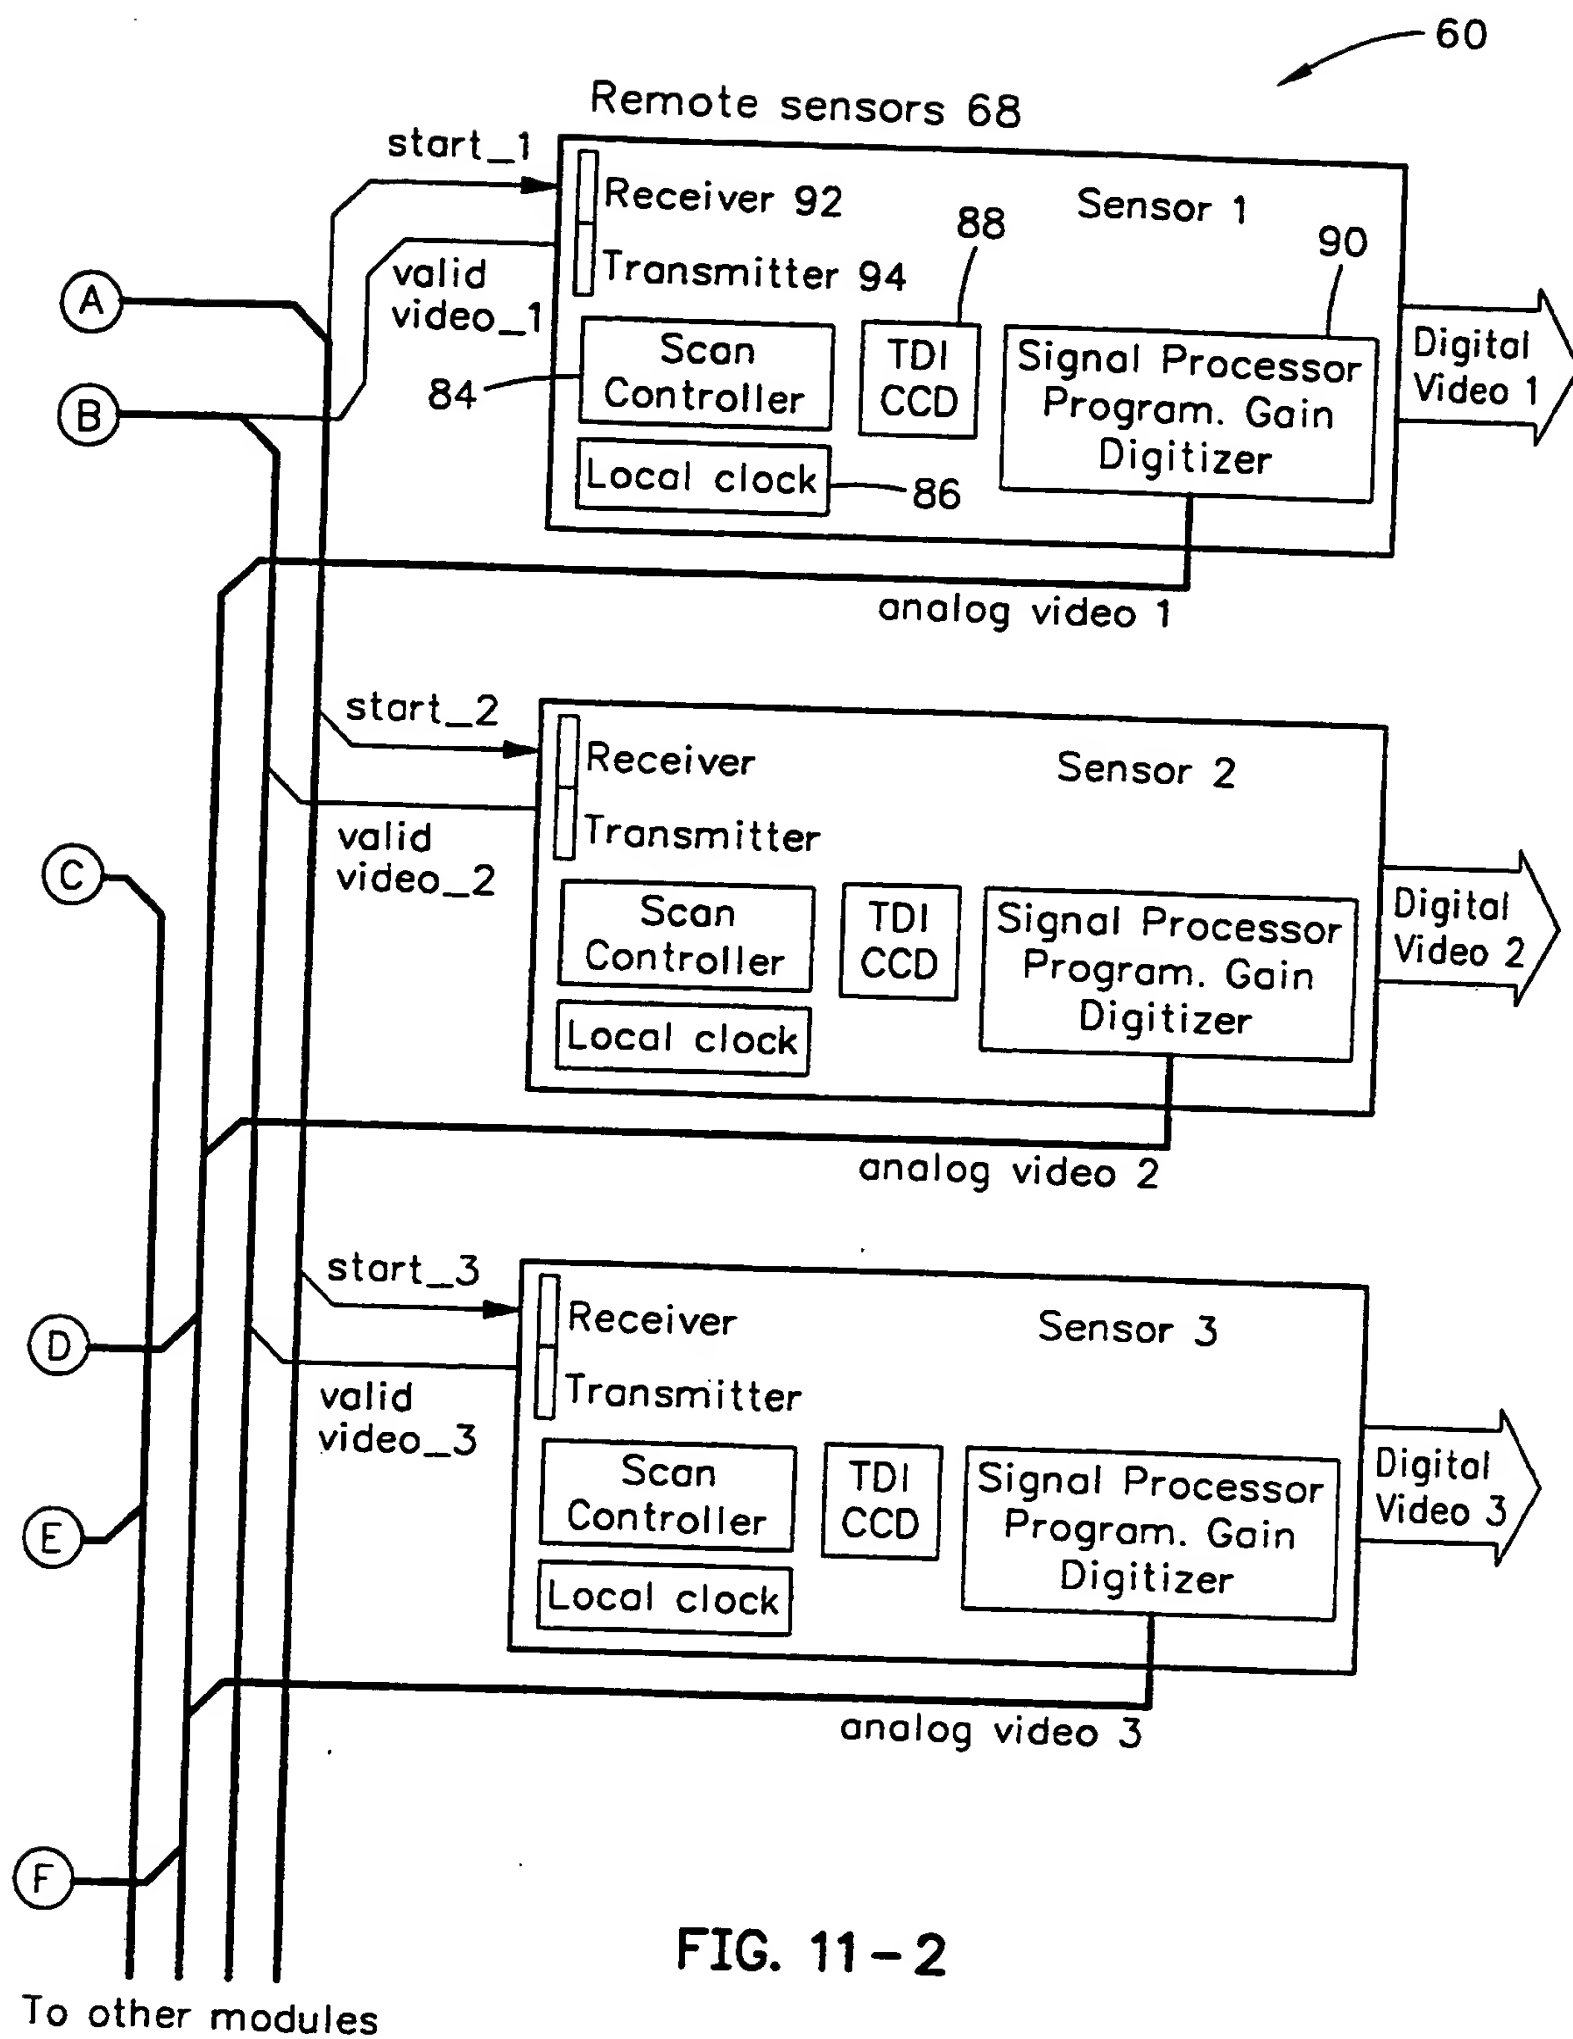 60
Remote sensors 68
start_1
Receiver 92
Sensor 1
88
90
valid
video_1
Transmitter 94
A
Scan
Controller
TDI
CCD
Signal Processor
Program. Gain
Digitizer
Digital
Video 1
84
B
Local clock
86
analog video 1
start_2
Receiver
Sensor 2
valid
video_2
Transmitter
C
Scan
Controller
TDI
CCD
Signal Processor
Program. Gain
Digitizer
Digital
Video 2
Local clock
analog video 2
start_3
Receiver
Sensor 3
D
valid
video_3
Transmitter
Scan
Controller
TDI
CCD
Signal Processor
Program. Gain
Digitizer
Digital
Video 3
E
Local clock
analog video 3
F
FIG. 11-2
To other modules